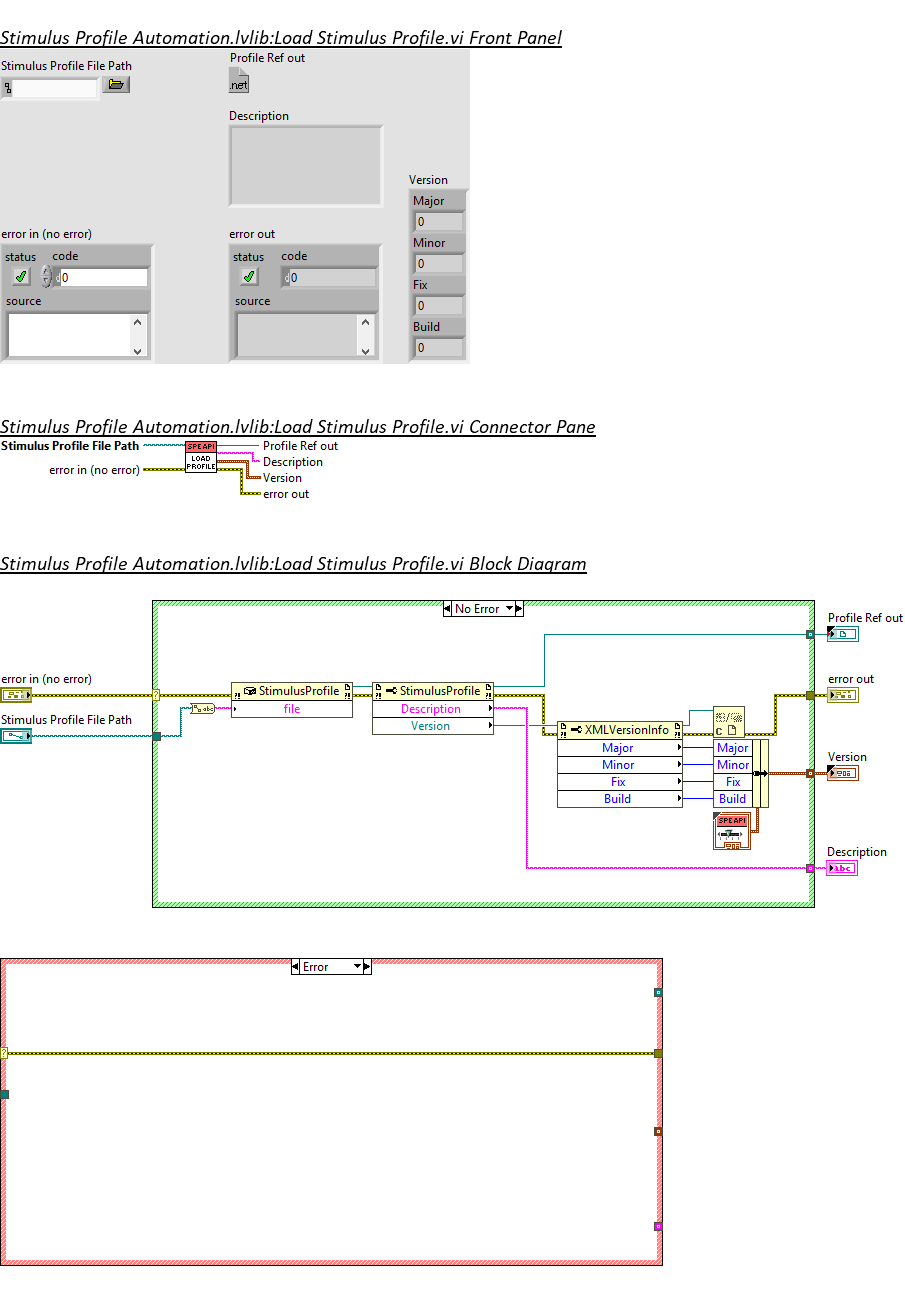 Stimulus Profile Automation.lvlib:Load Stimulus Profile.vi Front Panel
Stimulus Profile File Path
Profile Ref out
.net
Description
Version
Major
0
Minor
0
Fix
0
Build
0
error in (no error)
status code
0
source
error out
status code
0
source
Stimulus Profile Automation.lvlib:Load Stimulus Profile.vi Connector Pane
Stimulus Profile File Path
error in (no error)
SPEAPI
LOAD
PROFILE
Profile Ref out
Description
Version
error out
Stimulus Profile Automation.lvlib:Load Stimulus Profile.vi Block Diagram
No Error
error in (no error)
Stimulus Profile File Path
?
abc
StimulusProfile
file
StimulusProfile
Description
Version
XMLVersionInfo
Major
Minor
Fix
Build
C
Major
Minor
Fix
Build
SPEAPI
Profile Ref out
error out
Version
Description
abc
Error
?